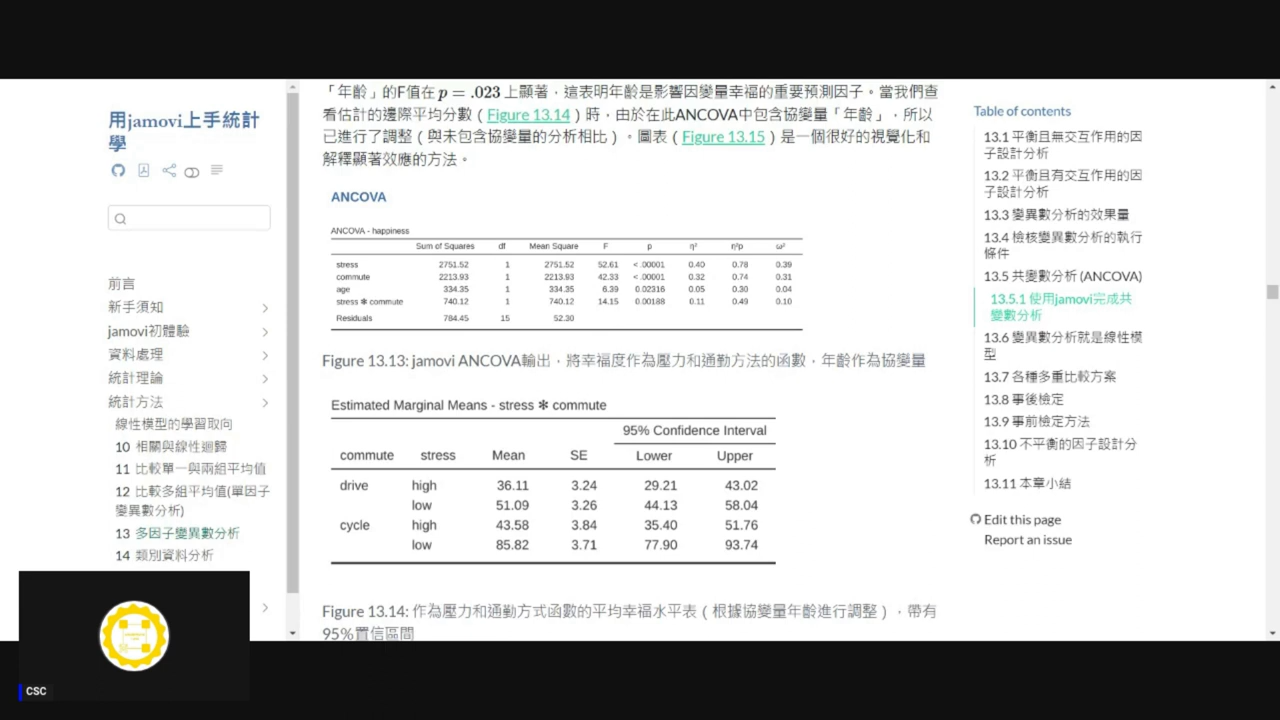 用jamovi上手統計
學
前言
新手須知
jamovi初體驗
資料處理
統計理論
統計方法
線性模型的學習取向
10 相關與線性迴歸
11 比較單一與兩組平均值
12 比較多組平均值(單因子
變異數分析)
13 多因子變異數分析
14 類別資料分析
「年齡」的F值在 p = .023 上顯著，這表明年齡是影響因變量幸福的重要預測因子。當我們查
看估計的邊際平均分數（Figure 13.14）時，由於在此ANCOVA中包含協變量「年齡」，所以
已進行了調整（與未包含協變量的分析相比）。圖表（Figure 13.15）是一個很好的視覺化和
解釋顯著效應的方法。
ANCOVA
ANCOVA - happiness
Sum of Squares df Mean Square F p η² η²p ω²
stress 2751.52 1 2751.52 52.61 < .00001 0.40 0.78 0.39
commute 2213.93 1 2213.93 42.33 < .00001 0.32 0.74 0.31
age 334.35 1 334.35 6.39 0.02316 0.05 0.30 0.04
stress ✻ commute 740.12 1 740.12 14.15 0.00188 0.11 0.49 0.10
Residuals 784.45 15 52.30
Figure 13.13: jamovi ANCOVA輸出，將幸福度作為壓力和通勤方法的函數，年齡作為協變量
Estimated Marginal Means - stress ✻ commute
95% Confidence Interval
commute stress Mean SE Lower Upper
drive high 36.11 3.24 29.21 43.02
low 51.09 3.26 44.13 58.04
cycle high 43.58 3.84 35.40 51.76
low 85.82 3.71 77.90 93.74
Figure 13.14: 作為壓力和通勤方式函數的平均幸福水平表（根據協變量年齡進行調整），帶有
95%置信區間
Table of contents
13.1 平衡且無交互作用的因
子設計分析
13.2 平衡且有交互作用的因
子設計分析
13.3 變異數分析的效果量
13.4 檢核變異數分析的執行
條件
13.5 共變數分析 (ANCOVA)
13.5.1 使用jamovi完成共
變數分析
13.6 變異數分析就是線性模
型
13.7 各種多重比較方案
13.8 事後檢定
13.9 事前檢定方法
13.10 不平衡的因子設計分
析
13.11 本章小結
Edit this page
Report an issue
CSC